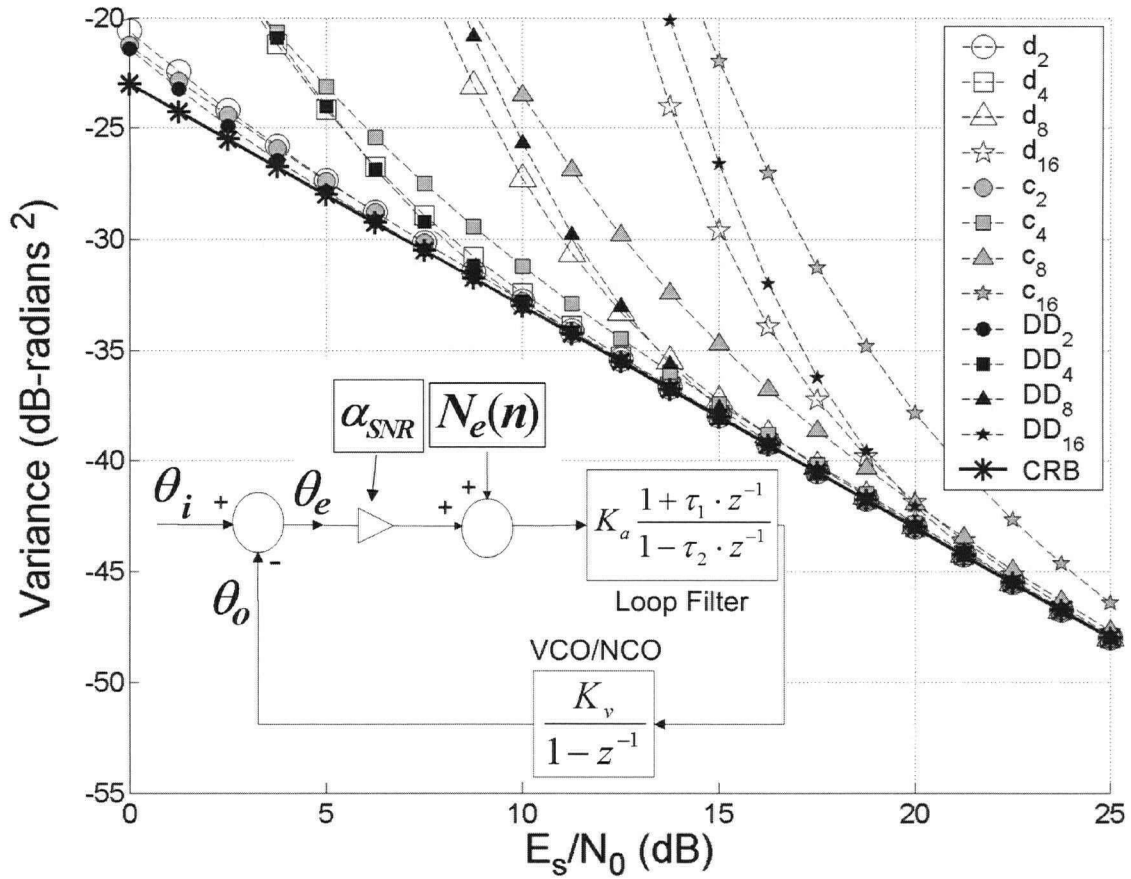 Variance (dB-radians ²)
-20
-25
-30
-35
-40
-45
-50
-55
0
5
10
15
20
25
E_s/N_0 (dB)
d_2
d_4
d_8
d_16
c_2
c_4
c_8
c_16
DD_2
DD_4
DD_8
DD_16
CRB
α_SNR
N_e(n)
θ_i
+
θ_e
+
+
-
θ_o
K_a (1 + τ_1 · z^-1) / (1 − τ_2 · z^-1)
Loop Filter
VCO/NCO
K_v / (1 − z^-1)